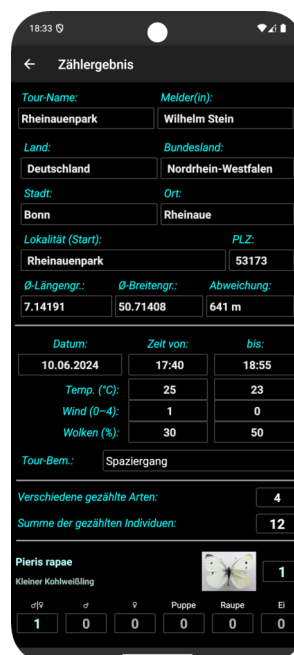 18:33
Zählergebnis
Tour-Name: Melder(in):
Rheinauenpark Wilhelm Stein
Land: Bundesland:
Deutschland Nordrhein-Westfalen
Stadt: Ort:
Bonn Rheinaue
Lokalität (Start): PLZ:
Rheinauenpark 53173
Ø-Längengr.: Ø-Breitengr.: Abweichung:
7.14191 50.71408 641 m
Datum: Zeit von: bis:
10.06.2024 17:40 18:55
Temp. (°C): 25 23
Wind (0–4): 1 0
Wolken (%): 30 50
Tour-Bem.: Spaziergang
Verschiedene gezählte Arten: 4
Summe der gezählten Individuen: 12
Pieris rapae 1
Kleiner Kohlweißling
♂|♀ ♂ ♀ Puppe Raupe Ei
1 0 0 0 0 0